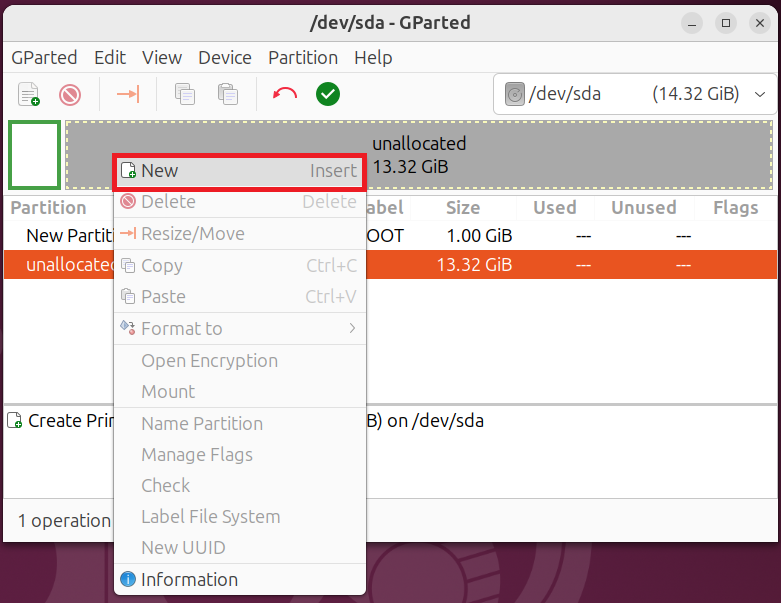 /dev/sda - GParted
GParted Edit View Device Partition Help
/dev/sda (14.32 GiB)
unallocated
13.32 GiB
New Insert
Partition abel Size Used Unused Flags
Delete Delete
New Parti OOT 1.00 GiB --- ---
Resize/Move
unallocated 13.32 GiB --- ---
Copy Ctrl+C
Paste Ctrl+V
Format to
Open Encryption
Mount
Create Pri B) on /dev/sda
Name Partition
Manage Flags
Check
1 operation
Label File System
New UUID
Information